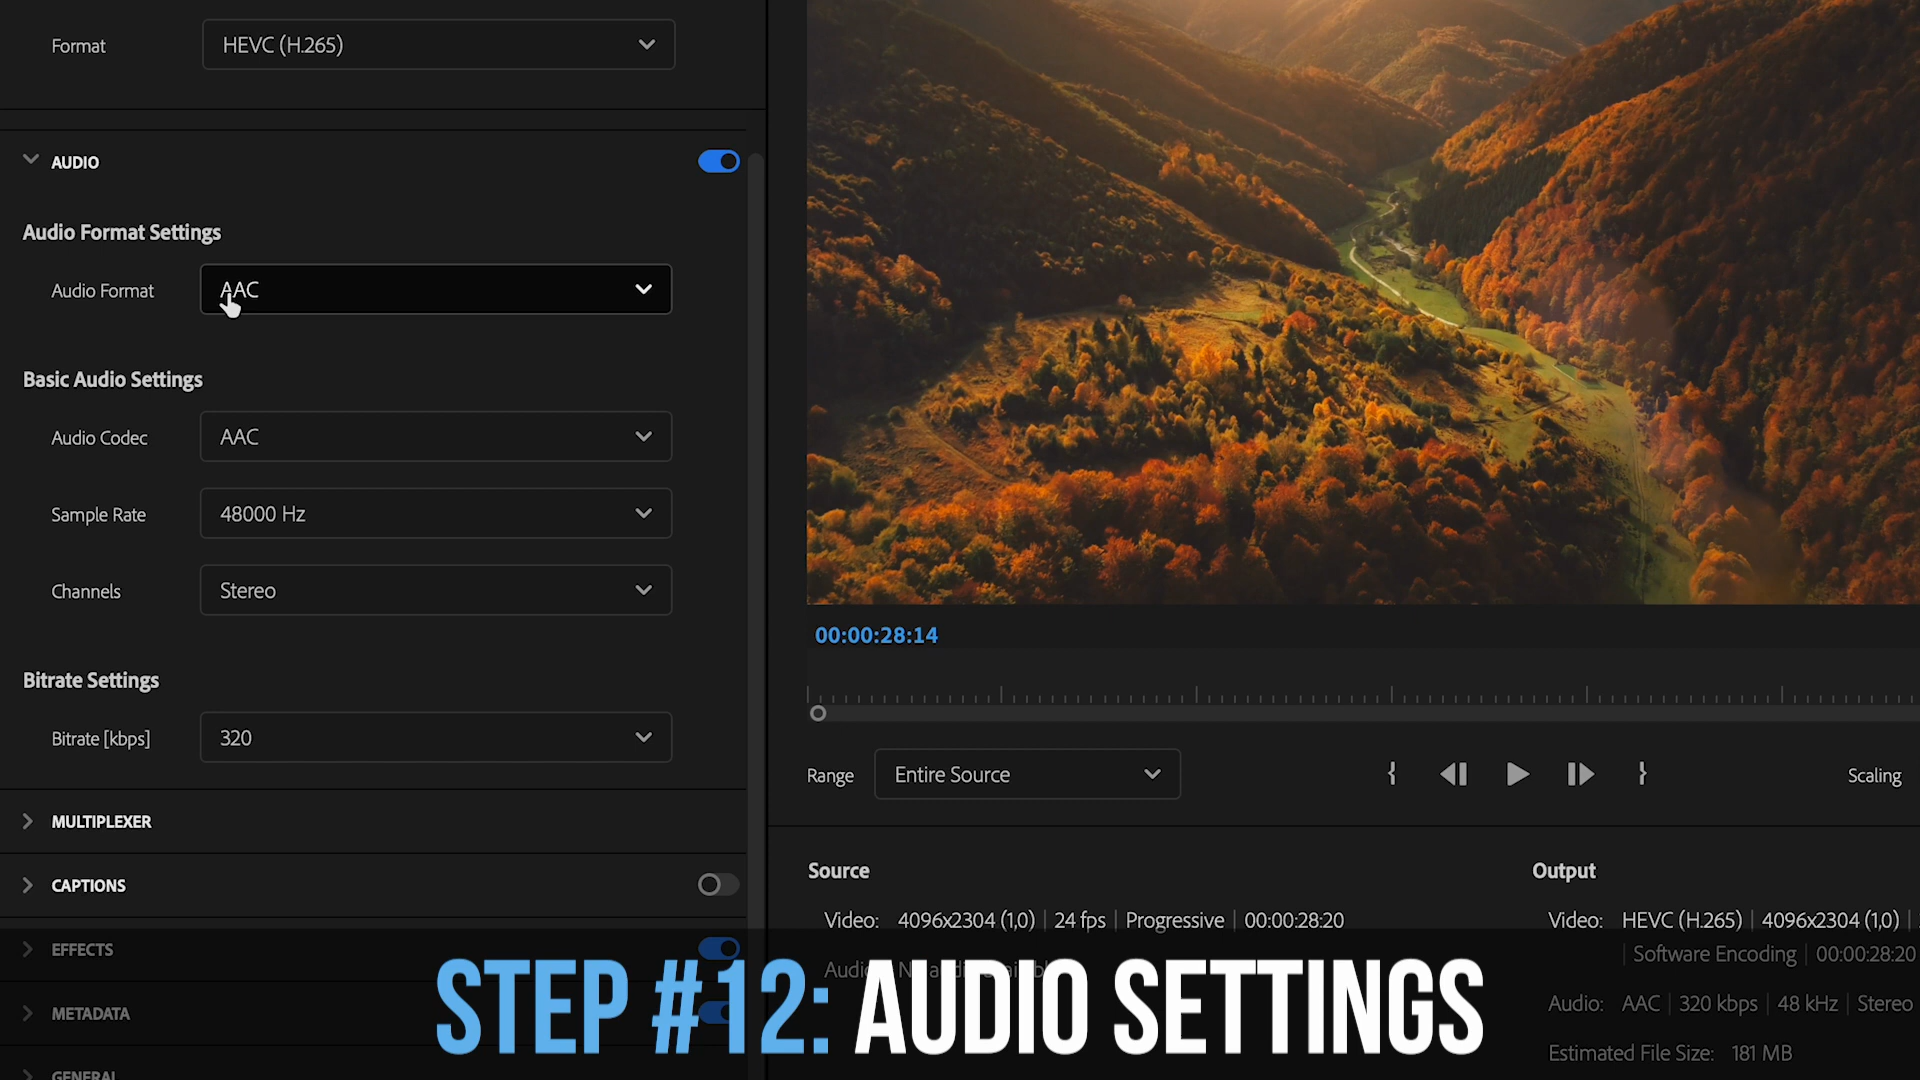 Format
HEVC (H.265)
AUDIO
Audio Format Settings
Audio Format
AAC
Basic Audio Settings
Audio Codec
AAC
Sample Rate
48000 Hz
Channels
Stereo
Bitrate Settings
Bitrate [kbps]
320
MULTIPLEXER
CAPTIONS
EFFECTS
METADATA
GENERAL
00:00:28:14
Range
Entire Source
Scaling
Source
Video: 4096x2304 (1,0) | 24 fps | Progressive | 00:00:28:20
Output
Video: HEVC (H.265) | 4096x2304 (1,0) |
| Software Encoding | 00:00:28:20
Audio: AAC | 320 kbps | 48 kHz | Stereo
Estimated File Size: 181 MB
STEP #12: AUDIO SETTINGS